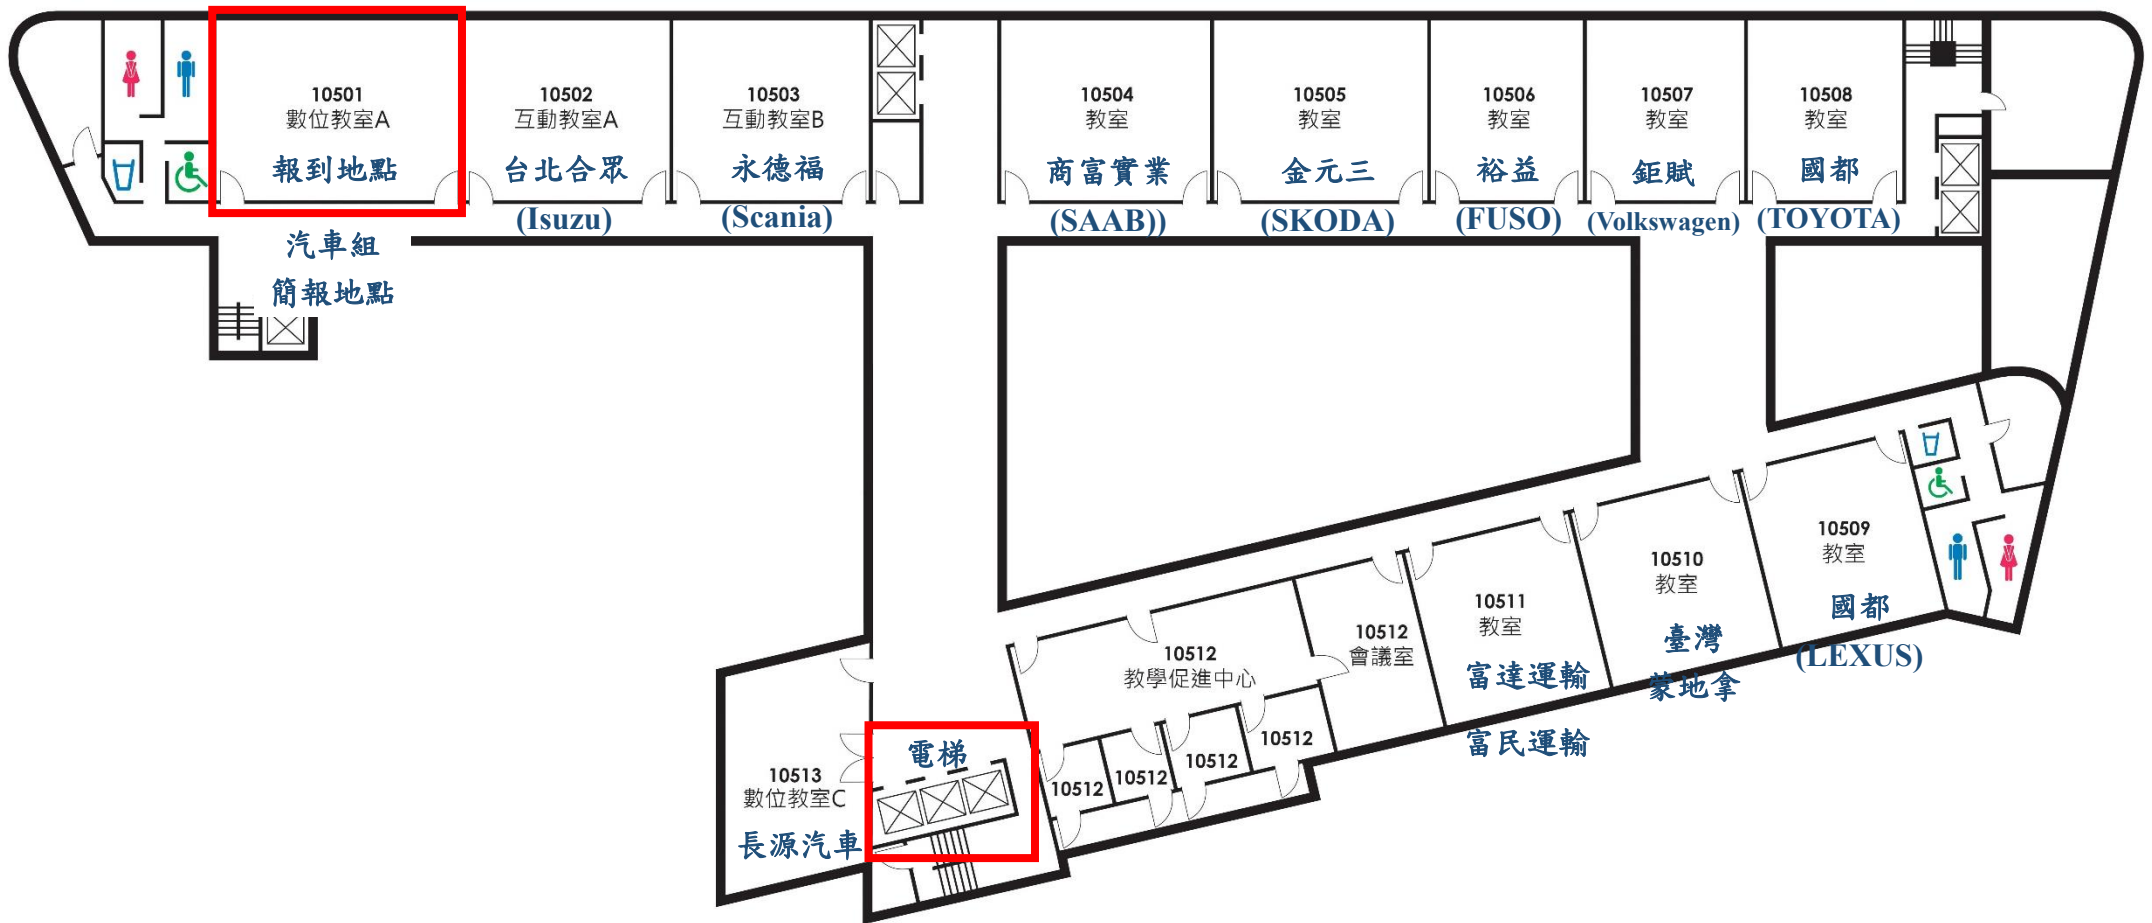 10501
數位教室A
報到地點
汽車組
簡報地點
10502
互動教室A
台北合眾
(Isuzu)
10503
互動教室B
永德福
(Scania)
10504
教室
商富實業
(SAAB))
10505
教室
金元三
(SKODA)
10506
教室
裕益
(FUSO)
10507
教室
鉅賦
(Volkswagen)
10508
教室
國都
(TOYOTA)
10509
教室
國都
(LEXUS)
10510
教室
臺灣
蒙地拿
10511
教室
富達運輸
富民運輸
10512
會議室
10512
教學促進中心
10512
10512
10512
10512
電梯
10513
數位教室C
長源汽車